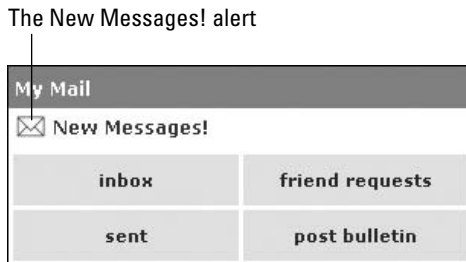 The New Messages! alert
My Mail
New Messages!
inbox friend requests
sent post bulletin